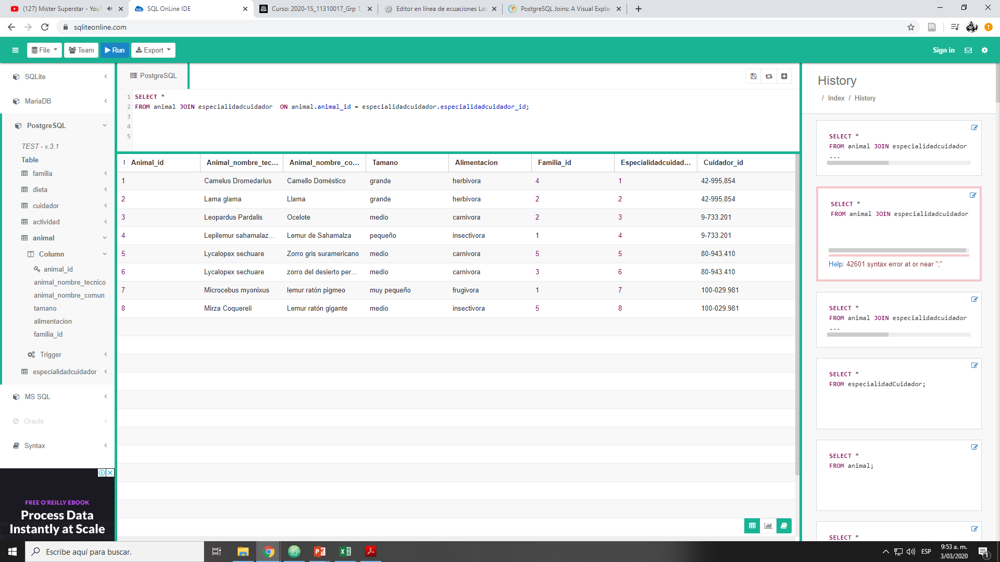 (127) Mister Superstar - YouT
SQL OnLine IDE
Curso: 2020-1S_11310017_Grp 1_
Editor en línea de ecuaciones Lat
PostgreSQL Joins: A Visual Explan
sqliteonline.com
File
Team
Run
Export
Sign in
SQLite
MariaDB
PostgreSQL
TEST - v.3.1
Table
familia
dieta
cuidador
actividad
animal
Column
animal_id
animal_nombre_tecnico
animal_nombre_comun
tamano
alimentacion
familia_id
Trigger
especialidadcuidador
MS SQL
Oracle
Syntax
FREE O'REILLY EBOOK
Process Data
Instantly at Scale
PostgreSQL
1 SELECT *
2 FROM animal JOIN especialidadcuidador  ON animal.animal_id = especialidadcuidador.especialidadcuidador_id;
3
4
5
Animal_id Animal_nombre_tec... Animal_nombre_co... Tamano Alimentacion Familia_id Especialidadcuidad... Cuidador_id
1 Camelus Dromedarius Camello Doméstico grande herbivora 4 1 42-995,854
2 Lama glama Llama grande herbivora 2 2 42-995,854
3 Leopardus Pardalis Ocelote medio carnivora 2 3 9-733.201
4 Lepilemur sahamalaz... Lemur de Sahamalza pequeño insectivora 1 4 9-733.201
5 Lycalopex sechuare Zorro gris suramericano medio carnivora 5 5 80-943.410
6 Lycalopex sechuare zorro del desierto per... medio carnivora 3 6 80-943.410
7 Microcebus myonixus lemur ratón pigmeo muy pequeño frugivora 1 7 100-029.981
8 Mirza Coquereli Lemur ratón gigante medio insectivora 5 8 100-029.981
History
/ Index / History
SELECT *
FROM animal JOIN especialidadcuidador
...
SELECT *
FROM animal JOIN especialidadcuidador
Help: 42601 syntax error at or near ";"
SELECT *
FROM animal JOIN especialidadcuidador
...
SELECT *
FROM especialidadCuidador;
SELECT *
FROM animal;
SELECT *
Escribe aquí para buscar.
ESP
9:53 a. m.
3/03/2020
1